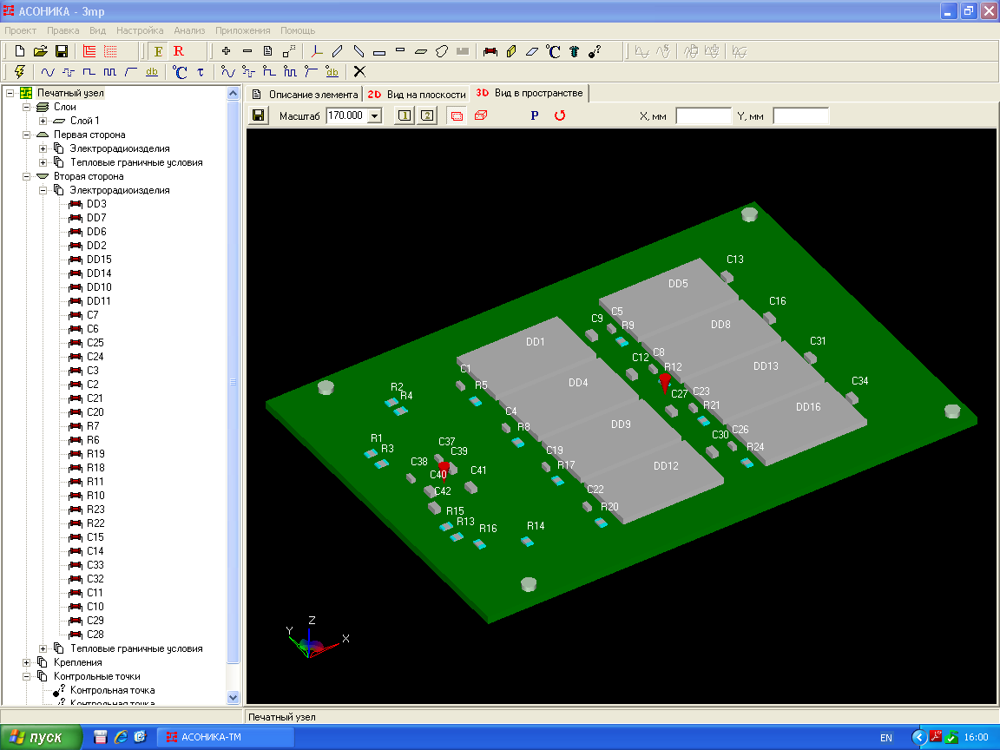 АСОНИКА - 3mp
Проект Правка Вид Настройка Анализ Приложения Помощь
E R °C ?
db °C τ db
Печатный узел
Слои
Слой 1
Первая сторона
Электрорадиоизделия
Тепловые граничные условия
Вторая сторона
Электрорадиоизделия
DD3
DD7
DD6
DD2
DD15
DD14
DD10
DD11
C7
C6
C25
C24
C3
C2
C21
C20
R7
R6
R19
R18
R11
R10
R23
R22
C15
C14
C33
C32
C11
C10
C29
C28
Тепловые граничные условия
Крепления
Контрольные точки
Контрольная точка
Контрольная точка
Описание элемента 2D Вид на плоскости 3D Вид в пространстве
Масштаб 170.000 1 2 P X, мм Y, мм
C13
DD5
C16
C5
C9
R9
DD8
DD1
C31
C8
C12
R12
DD13
C1
C34
DD4
R5
R2
C23
C27
R4
R21
DD16
C4
DD9
R8
C26
C30
R1
C37
R24
R3
C39
C19
C38
R17
DD12
C40
C41
C42
C22
R15
R20
R13
R16
R14
Z
Y
X
Печатный узел
пуск АСОНИКА-ТМ EN 16:00